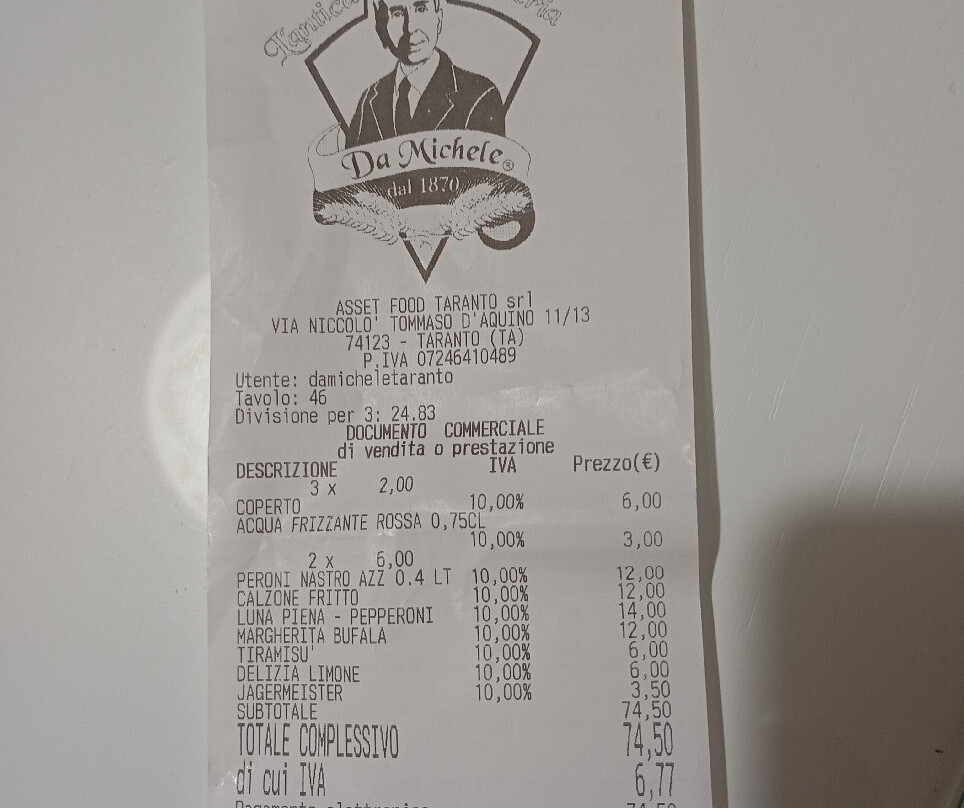 L'Antica
Da Michele®
dal 1870
ASSET FOOD TARANTO srl
VIA NICCOLO' TOMMASO D'AQUINO 11/13
74123 - TARANTO (TA)
P.IVA 07246410489
Utente: damicheletaranto
Tavolo: 46
Divisione per 3: 24.83
DOCUMENTO COMMERCIALE
di vendita o prestazione
DESCRIZIONE IVA Prezzo(€)
3 x 2,00
COPERTO 10,00% 6,00
ACQUA FRIZZANTE ROSSA 0,75CL
10,00% 3,00
2 x 6,00
PERONI NASTRO AZZ 0.4 LT 10,00% 12,00
CALZONE FRITTO 10,00% 12,00
LUNA PIENA - PEPPERONI 10,00% 14,00
MARGHERITA BUFALA 10,00% 12,00
TIRAMISU' 10,00% 6,00
DELIZIA LIMONE 10,00% 6,00
JAGERMEISTER 10,00% 3,50
SUBTOTALE 74,50
TOTALE COMPLESSIVO 74,50
di cui IVA 6,77
Pagamento elettronico 74,50